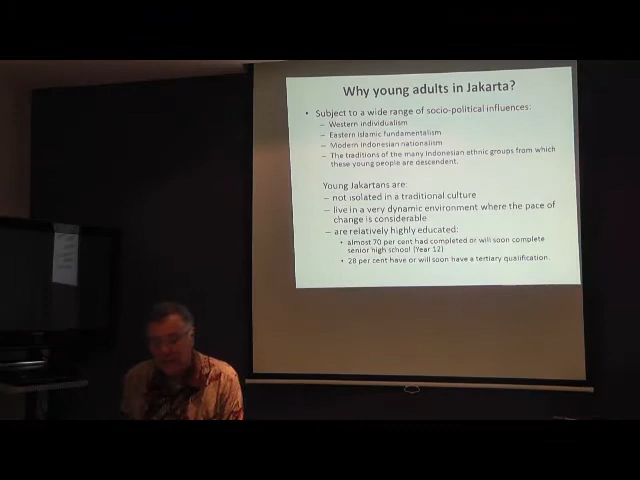 Why young adults in Jakarta?
• Subject to a wide range of socio-political influences:
– Western individualism
– Eastern Islamic fundamentalism
– Modern Indonesian nationalism
– The traditions of the many Indonesian ethnic groups from which
these young people are descendent.
Young Jakartans are:
– not isolated in a traditional culture
– live in a very dynamic environment where the pace of
change is considerable
– are relatively highly educated:
• almost 70 per cent had completed or will soon complete
senior high school (Year 12)
• 28 per cent have or will soon have a tertiary qualification.